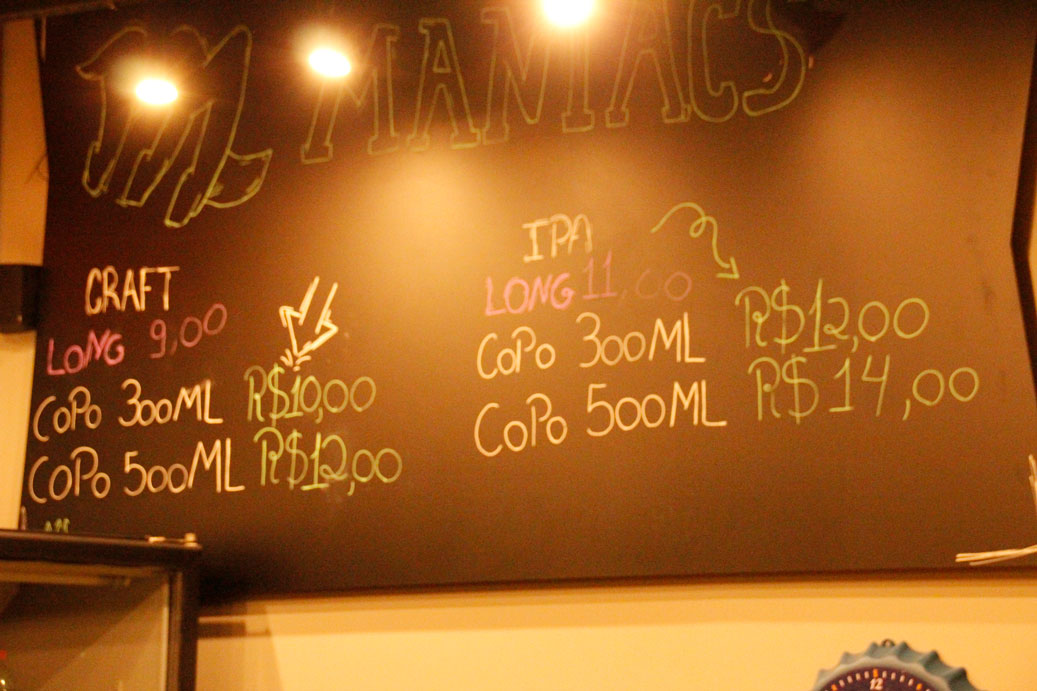 M MANIACS
CRAFT
LONG 9,00
COPO 300ML R$10,00
COPO 500ML R$12,00
IPA
LONG 11,00
COPO 300ML R$12,00
COPO 500ML R$14,00
12